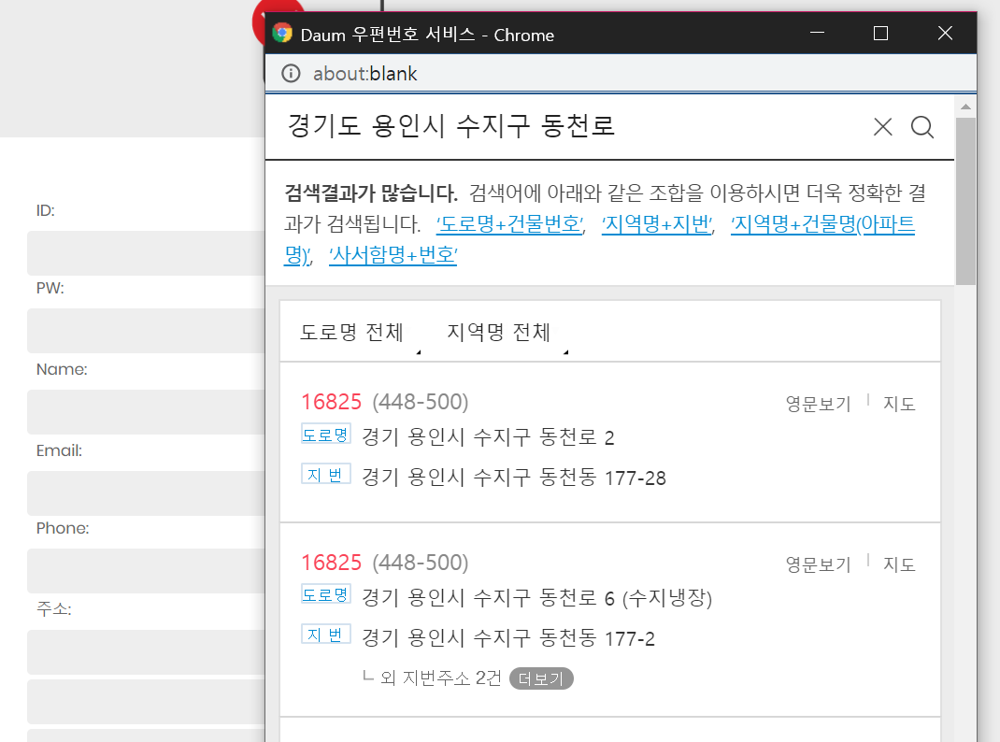 Daum 우편번호 서비스 - Chrome
about:blank
경기도 용인시 수지구 동천로
검색결과가 많습니다. 검색어에 아래와 같은 조합을 이용하시면 더욱 정확한 결
과가 검색됩니다. ‘도로명+건물번호’, ‘지역명+지번’, ‘지역명+건물명(아파트
명)’, ‘사서함명+번호’
도로명 전체 지역명 전체
16825 (448-500) 영문보기 지도
도로명 경기 용인시 수지구 동천로 2
지번 경기 용인시 수지구 동천동 177-28
16825 (448-500) 영문보기 지도
도로명 경기 용인시 수지구 동천로 6 (수지냉장)
지번 경기 용인시 수지구 동천동 177-2
외 지번주소 2건 더보기
ID:
PW:
Name:
Email:
Phone:
주소: